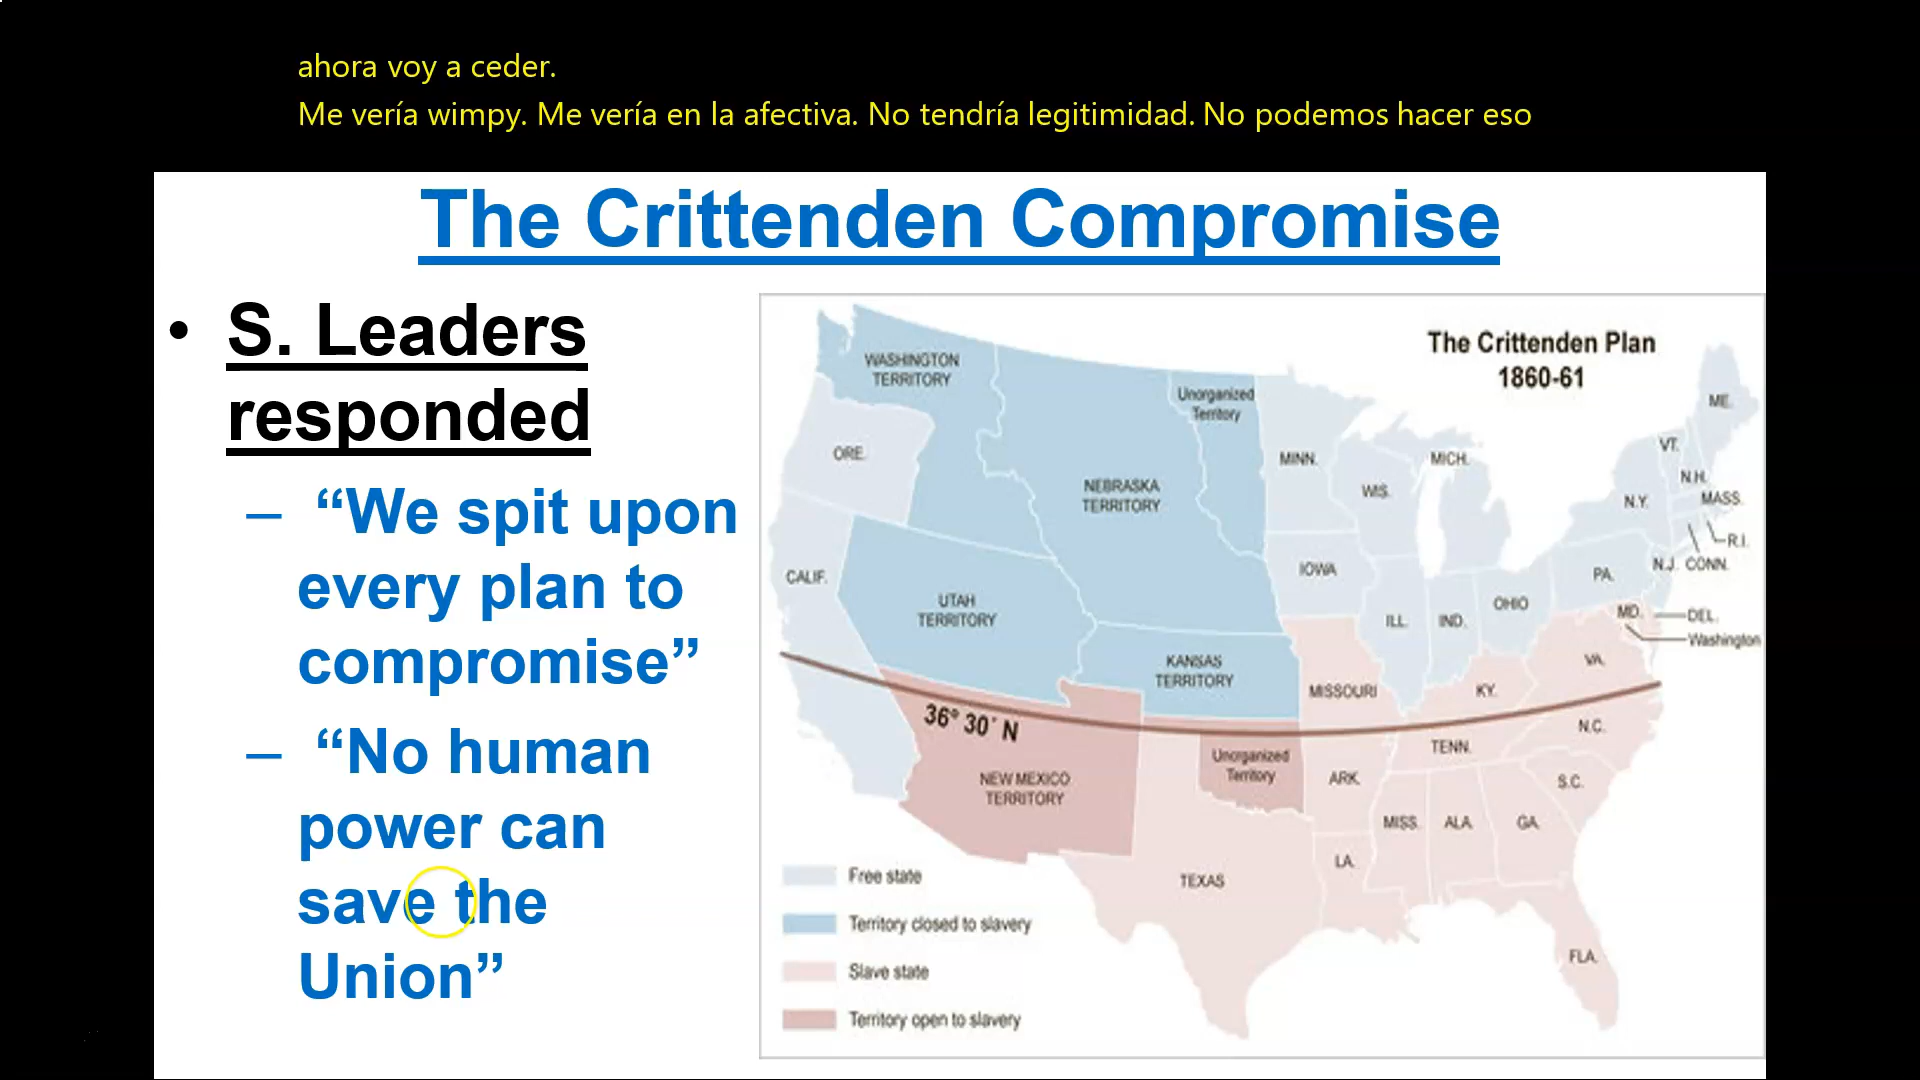 ahora voy a ceder.
Me vería wimpy. Me vería en la afectiva. No tendría legitimidad. No podemos hacer eso
The Crittenden Compromise
• S. Leaders
responded
– “We spit upon
every plan to
compromise”
– “No human
power can
save the
Union”
The Crittenden Plan
1860-61
WASHINGTON
TERRITORY
Unorganized
Territory
ORE.
NEBRASKA
TERRITORY
MINN.
WIS.
MICH.
ME.
VT.
N.H.
N.Y.
MASS.
R.I.
N.J. CONN.
CALIF.
UTAH
TERRITORY
IOWA
PA.
ILL.
IND.
OHIO
MD.
DEL.
Washington
KANSAS
TERRITORY
MISSOURI
KY.
VA.
36° 30´ N
Unorganized
Territory
NEW MEXICO
TERRITORY
ARK.
TENN.
N.C.
S.C.
MISS.
ALA.
GA.
LA.
TEXAS
FLA.
Free state
Territory closed to slavery
Slave state
Territory open to slavery